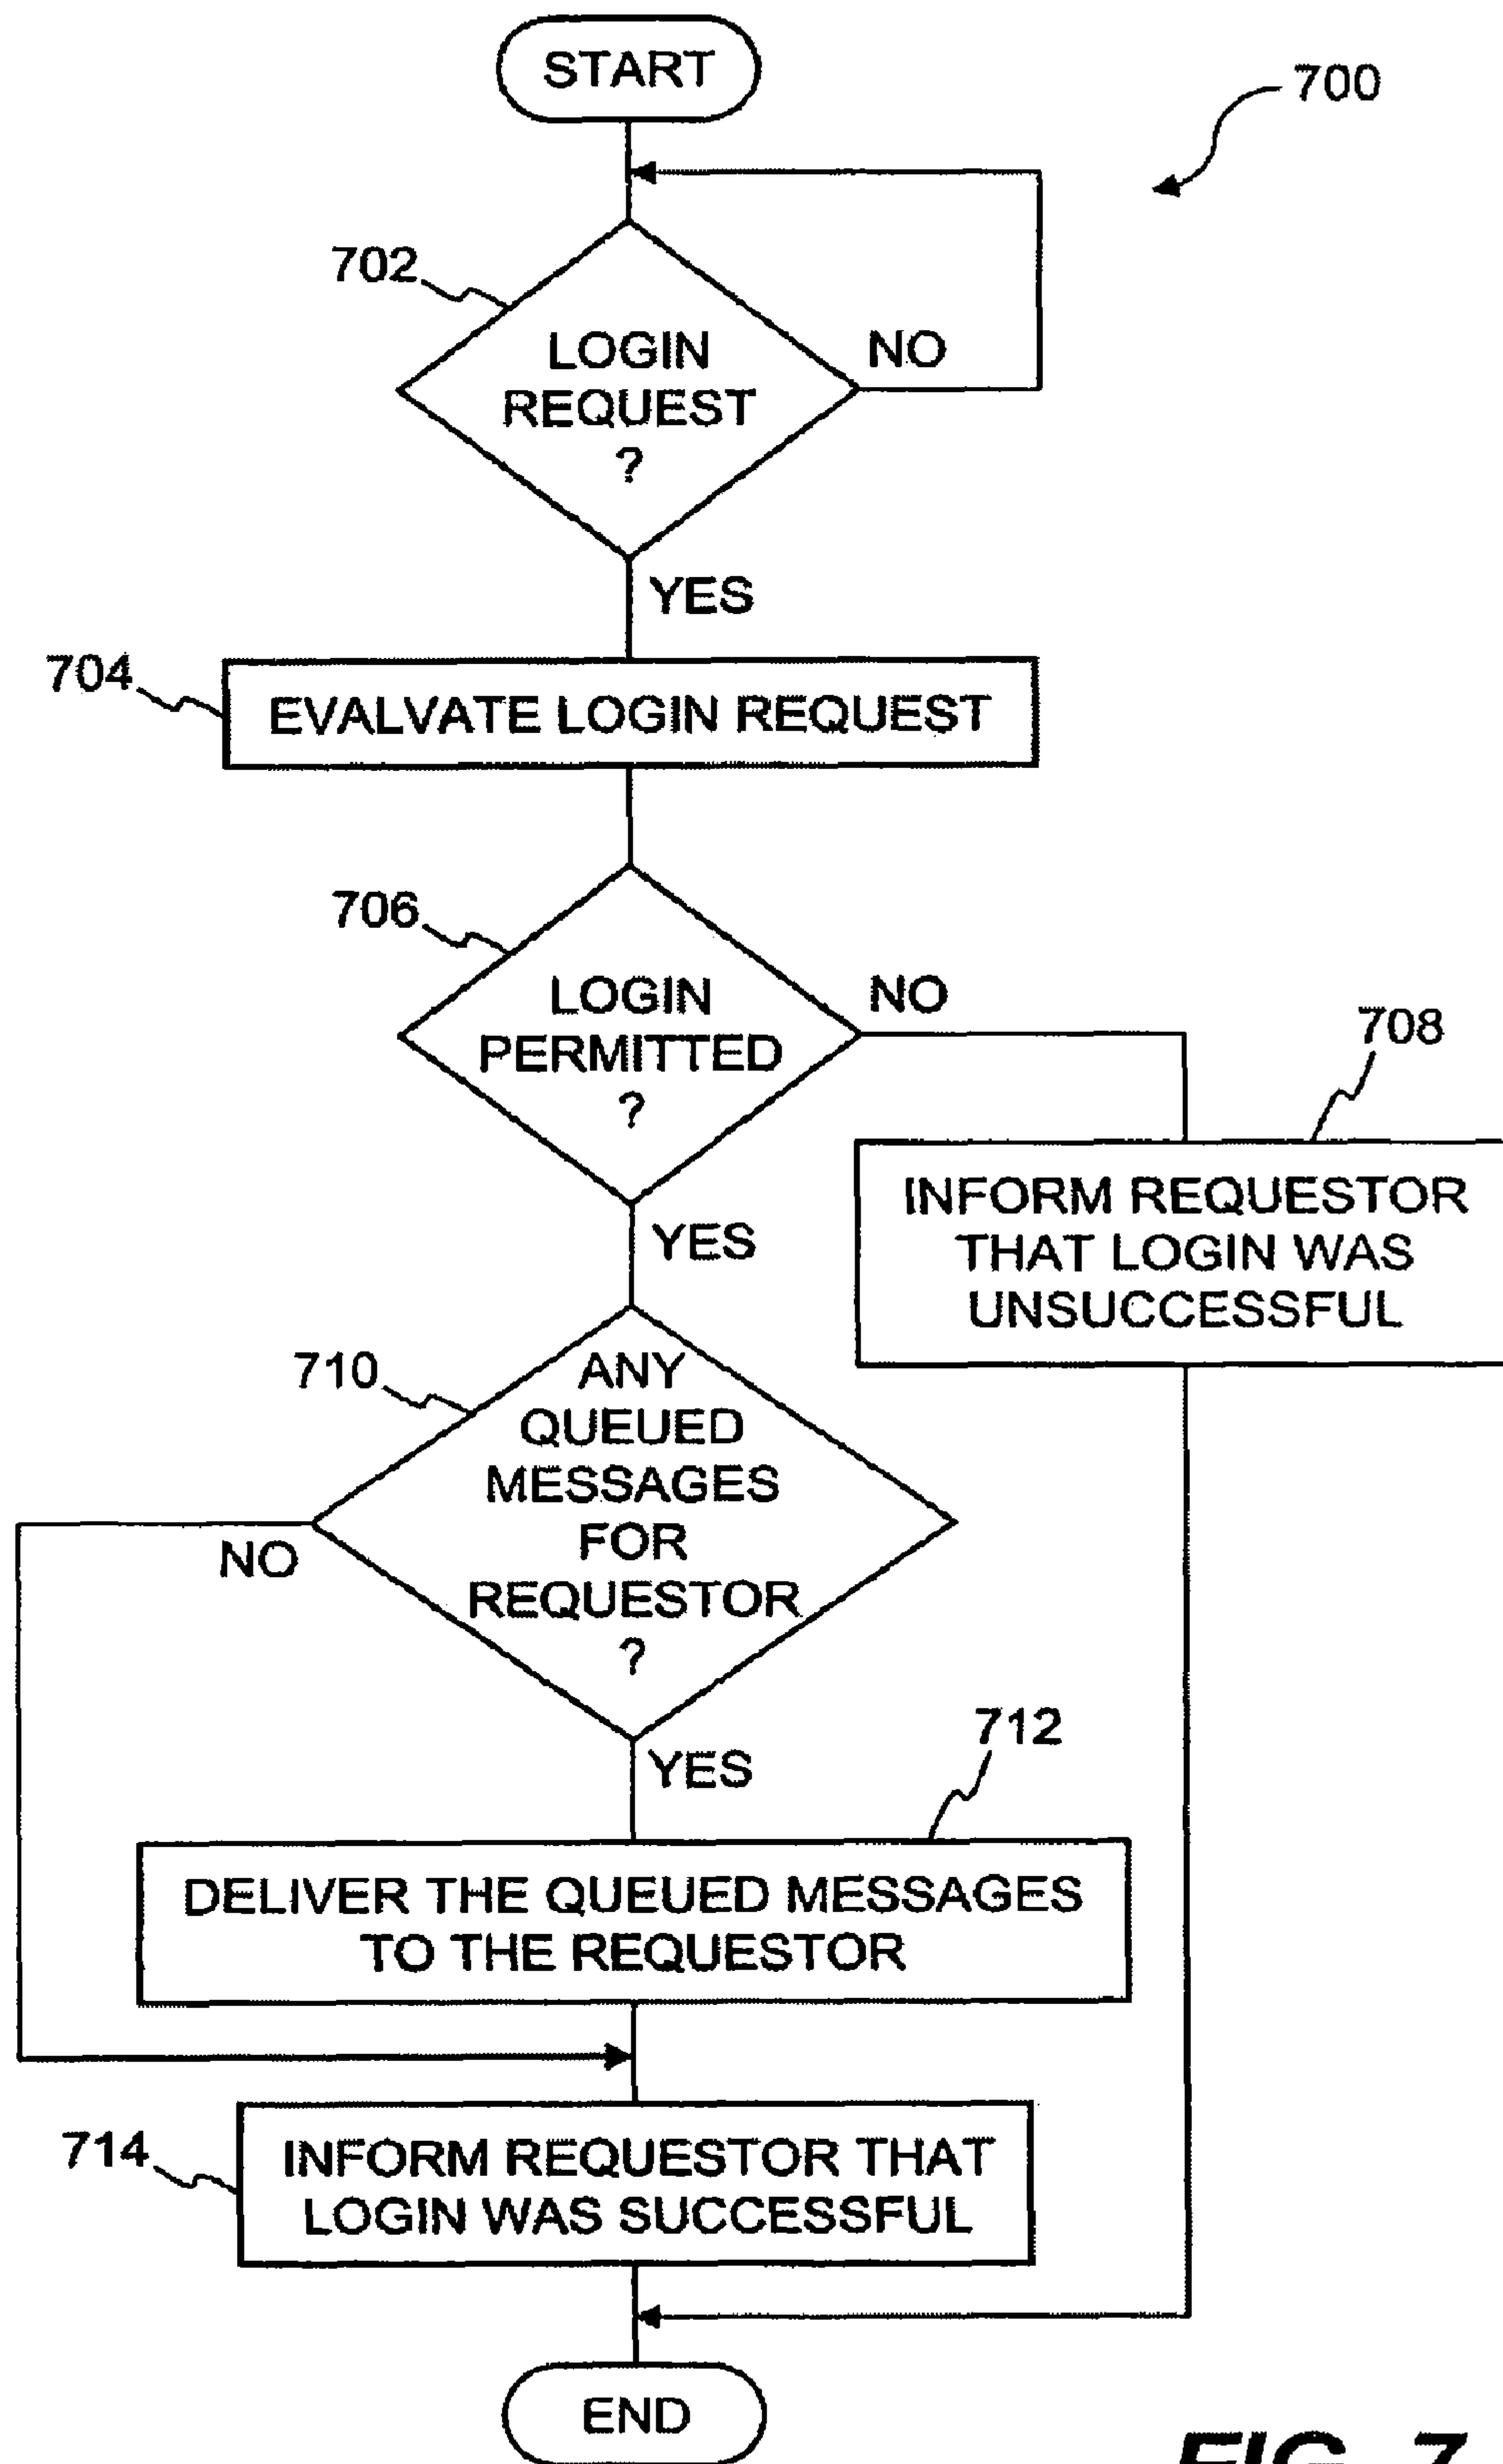 START
700
702
LOGIN
REQUEST
?
NO
YES
704
EVALVATE LOGIN REQUEST
706
LOGIN
PERMITTED
?
NO
708
YES
INFORM REQUESTOR
THAT LOGIN WAS
UNSUCCESSFUL
710
ANY
QUEUED
MESSAGES
FOR
REQUESTOR
?
NO
YES
712
DELIVER THE QUEUED MESSAGES
TO THE REQUESTOR
714
INFORM REQUESTOR THAT
LOGIN WAS SUCCESSFUL
END
FIG. 7